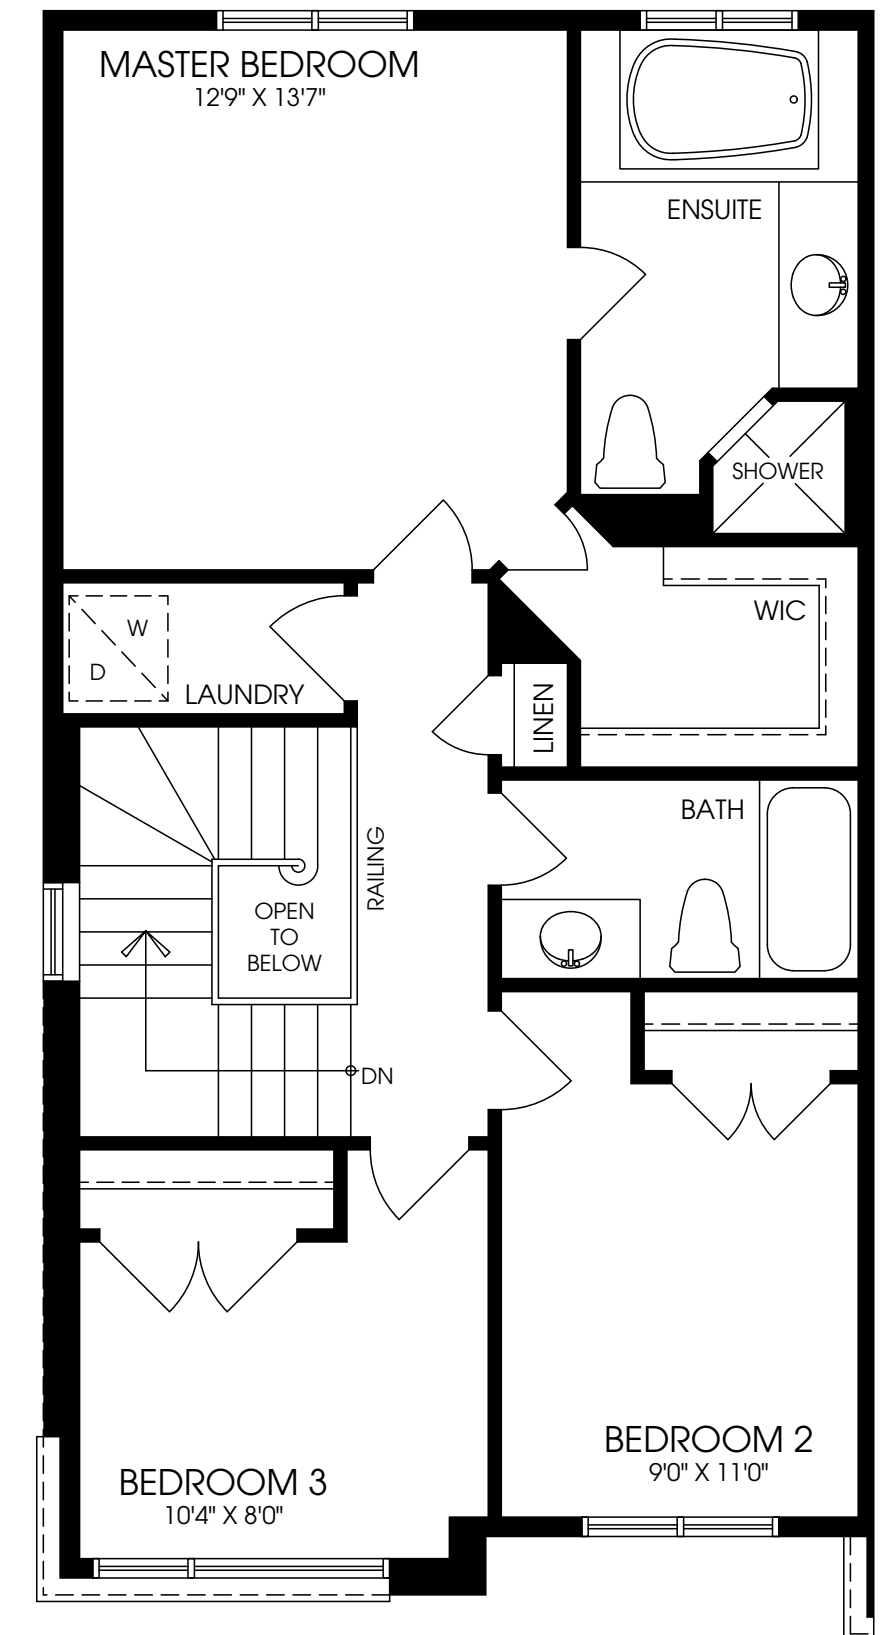 MASTER BEDROOM
12'9" X 13'7"
ENSUITE
SHOWER
WIC
W
D
LAUNDRY
LINEN
BATH
RAILING
OPEN
TO
BELOW
DN
BEDROOM 2
9'0" X 11'0"
BEDROOM 3
10'4" X 8'0"